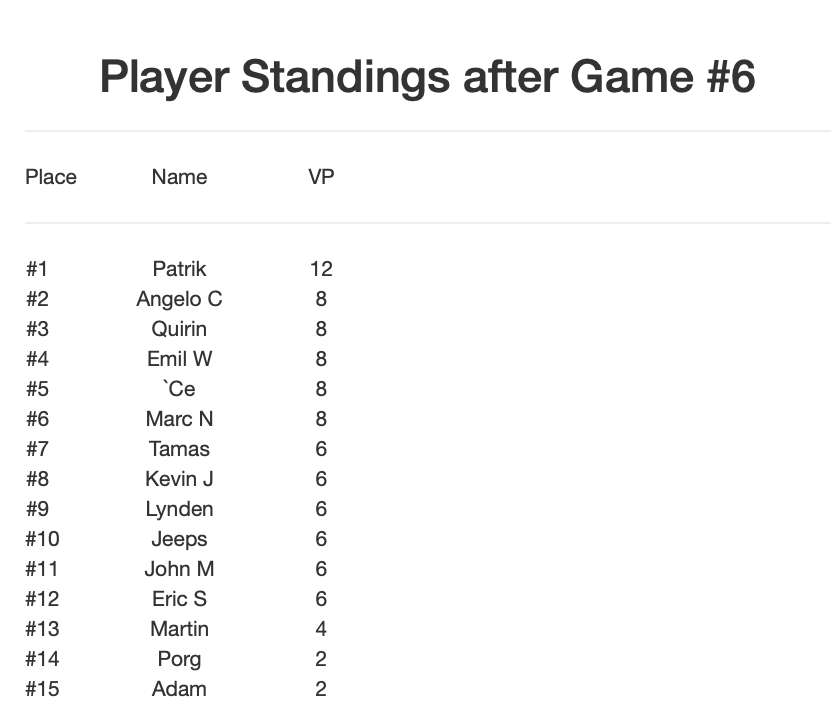 Player Standings after Game #6
Place Name VP
#1 Patrik 12
#2 Angelo C 8
#3 Quirin 8
#4 Emil W 8
#5 `Ce 8
#6 Marc N 8
#7 Tamas 6
#8 Kevin J 6
#9 Lynden 6
#10 Jeeps 6
#11 John M 6
#12 Eric S 6
#13 Martin 4
#14 Porg 2
#15 Adam 2